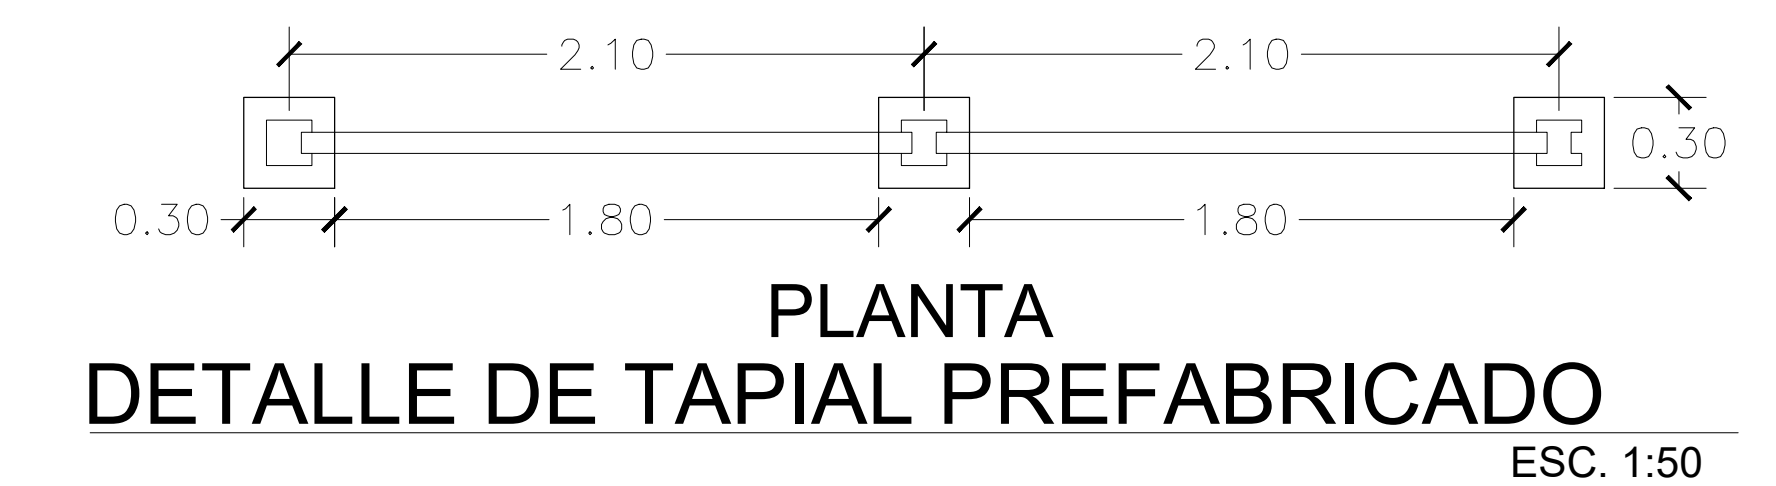 2.10 2.10
0.30
0.30 1.80 1.80
PLANTA
DETALLE DE TAPIAL PREFABRICADO
ESC. 1:50